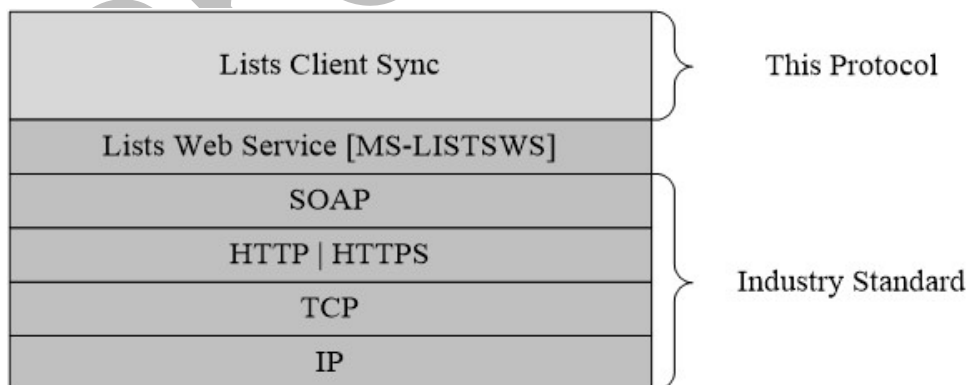 Lists Client Sync
This Protocol
Lists Web Service [MS-LISTSWS]
SOAP
HTTP | HTTPS
TCP
IP
Industry Standard